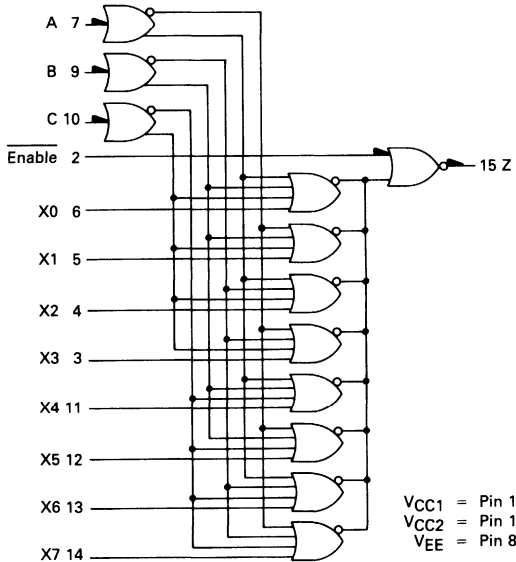 A 7
B 9
C 10
Enable 2
15 Z
X0 6
X1 5
X2 4
X3 3
X4 11
X5 12
X6 13
X7 14
VCC1 = Pin 1
VCC2 = Pin 1
VEE = Pin 8